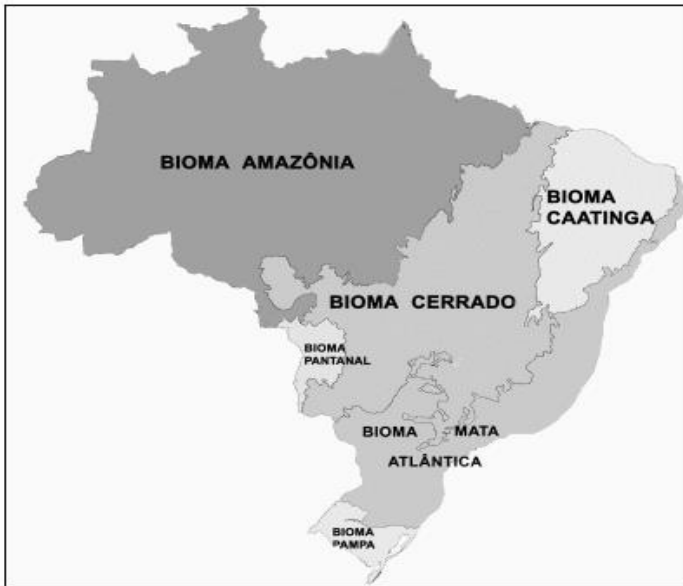 BIOMA AMAZÔNIA
BIOMA
CAATINGA
BIOMA CERRADO
BIOMA
PANTANAL
BIOMA MATA
ATLÂNTICA
BIOMA
PAMPA